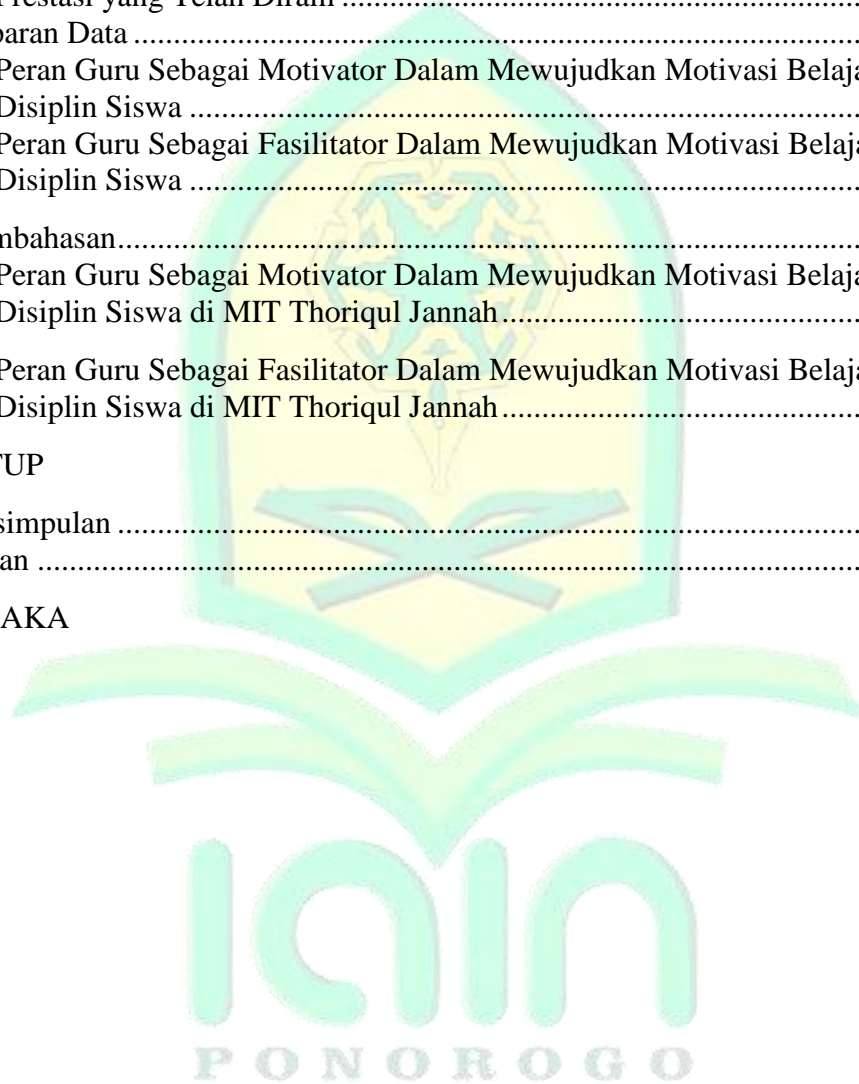 Prestasi yang Telah Diraih ....................................................................
paran Data ....................................................................
Peran Guru Sebagai Motivator Dalam Mewujudkan Motivasi Belaja
Disiplin Siswa ....................................................................
Peran Guru Sebagai Fasilitator Dalam Mewujudkan Motivasi Belaja
Disiplin Siswa ....................................................................
mbahasan ....................................................................
Peran Guru Sebagai Motivator Dalam Mewujudkan Motivasi Belaja
Disiplin Siswa di MIT Thoriqul Jannah ....................................................................
Peran Guru Sebagai Fasilitator Dalam Mewujudkan Motivasi Belaja
Disiplin Siswa di MIT Thoriqul Jannah ....................................................................
TUP
simpulan ....................................................................
an ....................................................................
AKA
iain
PONOROGO